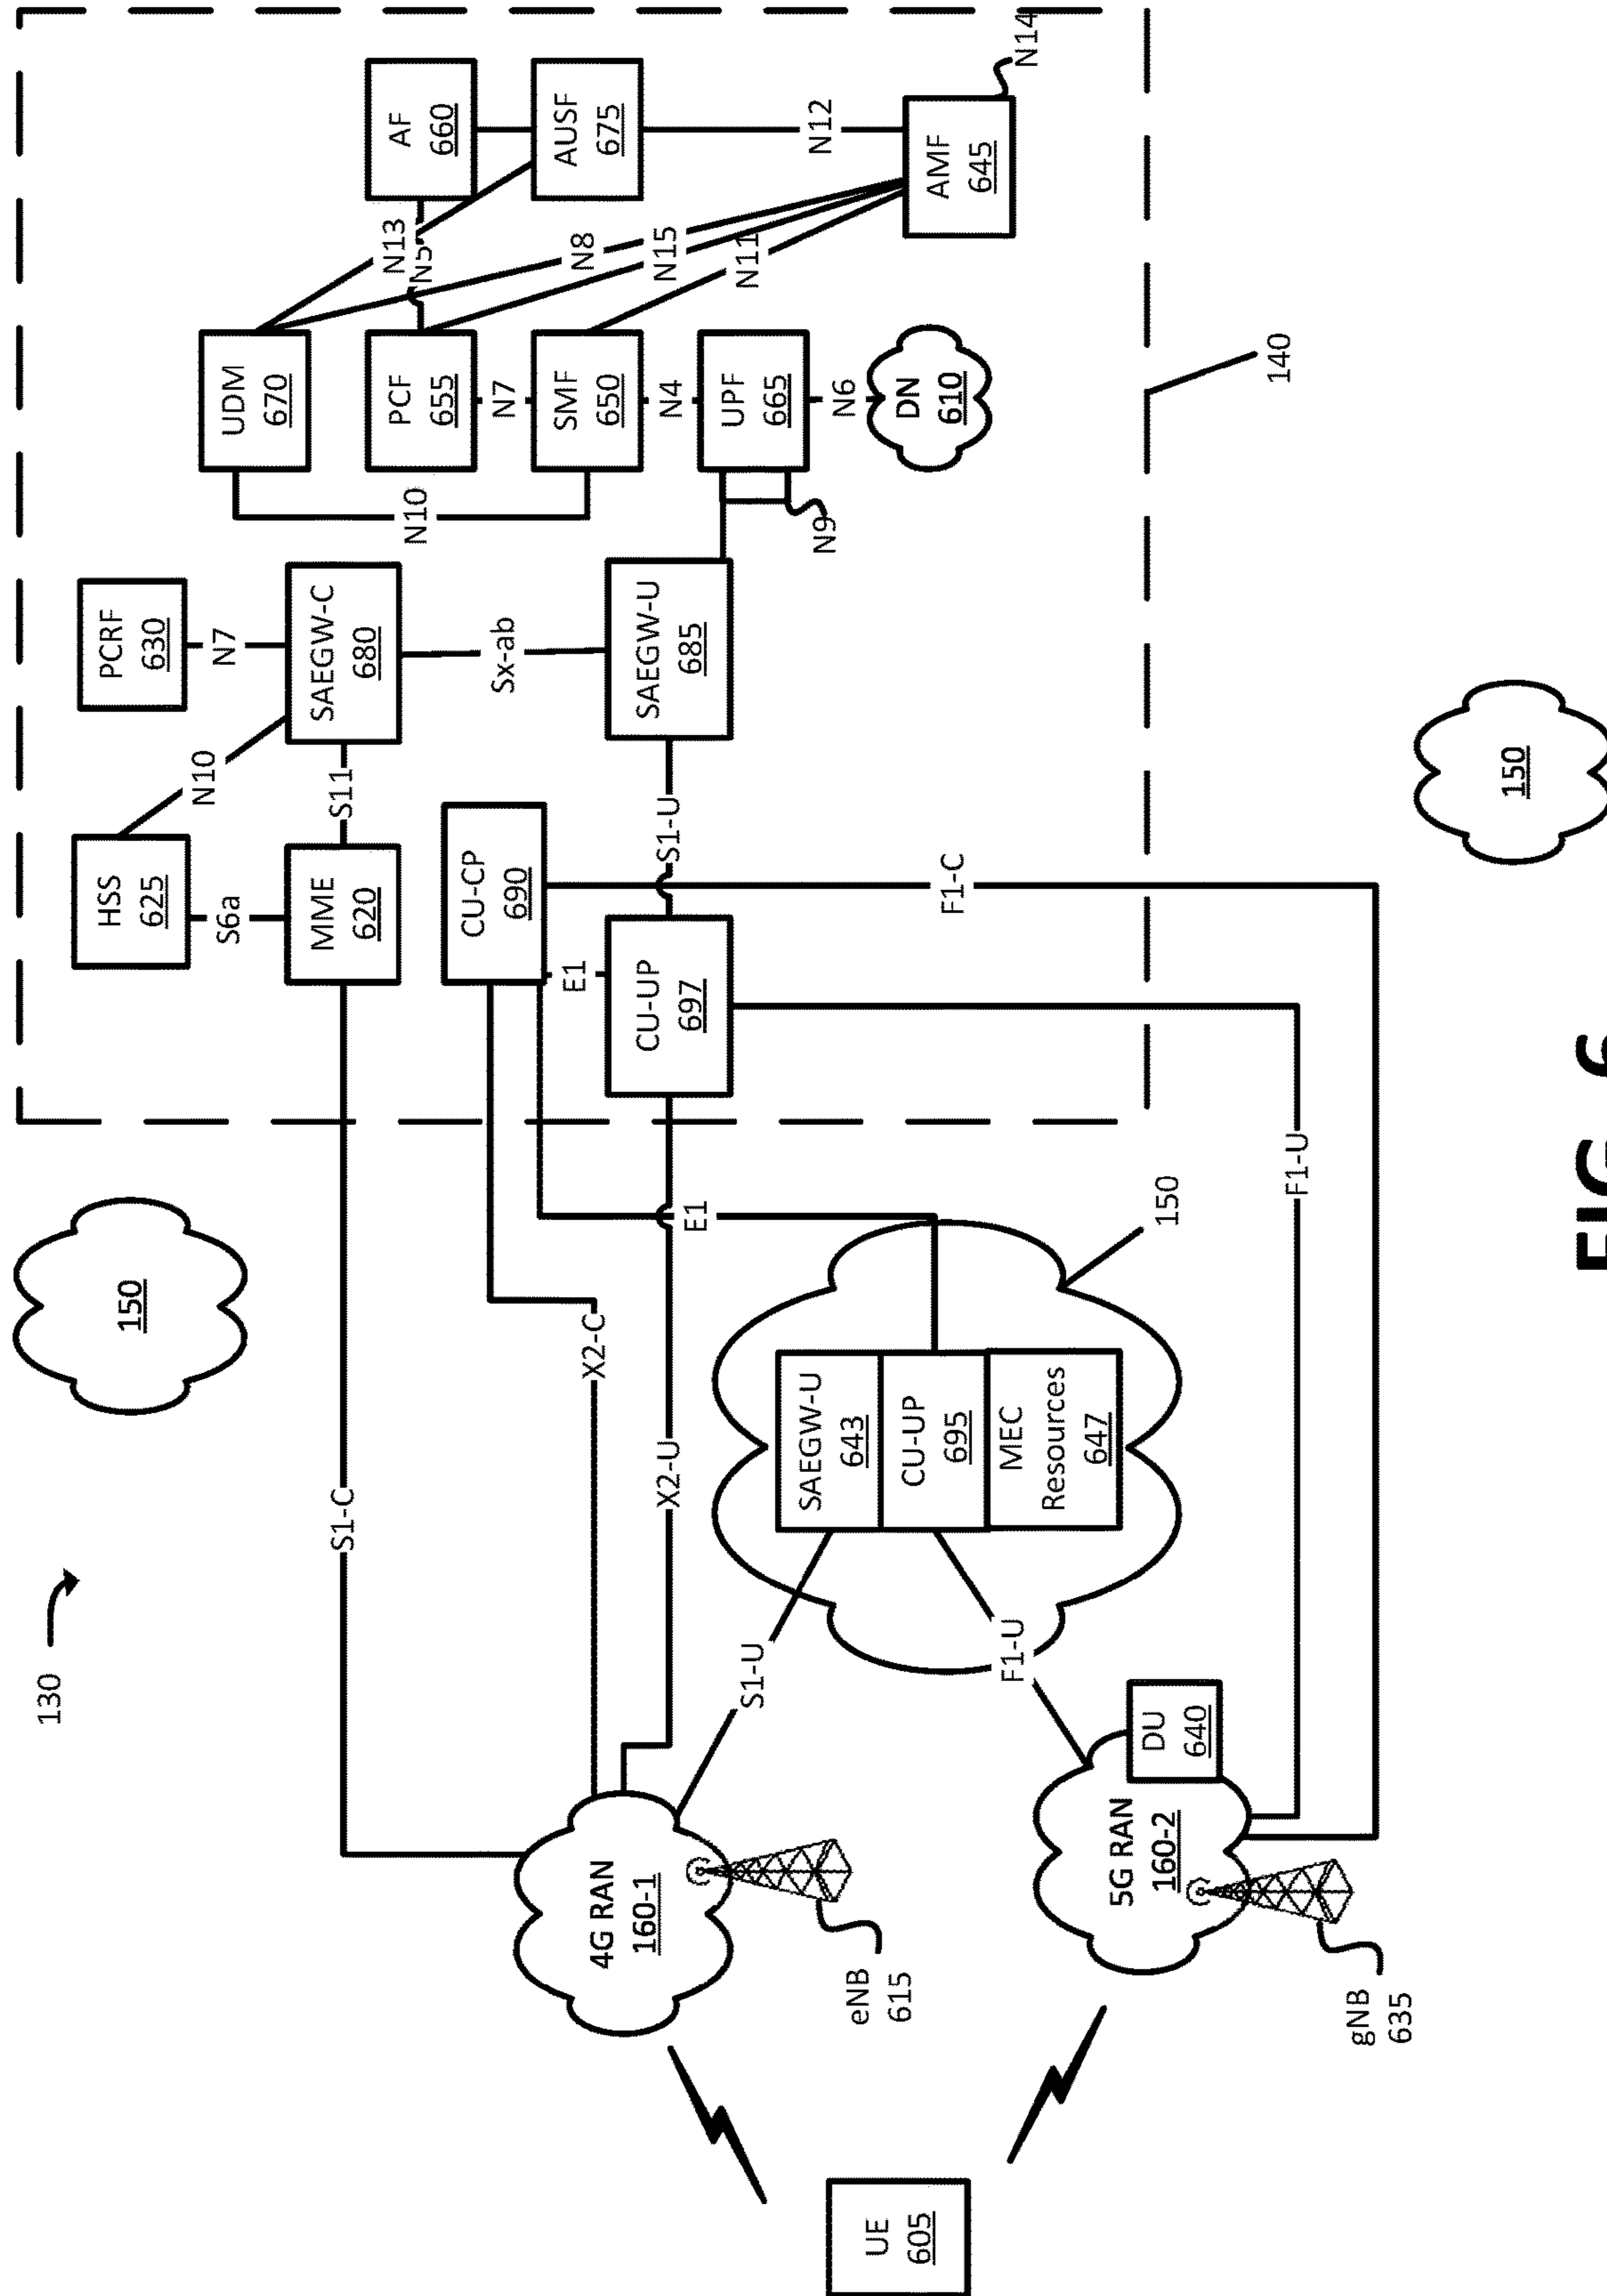 130
150
HSS
625
N10
PCRF
630
S6a
N7
S1-C
MME
620
S11
SAEGW-C
680
UDM
670
N13
AF
660
N10
PCF
655
N5
N8
X2-C
CU-CP
690
Sx-ab
N7
N15
AUSF
675
E1
SMF
650
N11
4G RAN
160-1
X2-U
E1
CU-UP
697
S1-U
SAEGW-U
685
N4
UPF
665
N12
S1-U
SAEGW-U
643
N9
N6
eNB
615
CU-UP
695
DN
610
AMF
645
N14
UE
605
F1-U
MEC
Resources
647
150
F1-C
5G RAN
160-2
DU
640
F1-U
140
gNB
635
150
FIG. 6